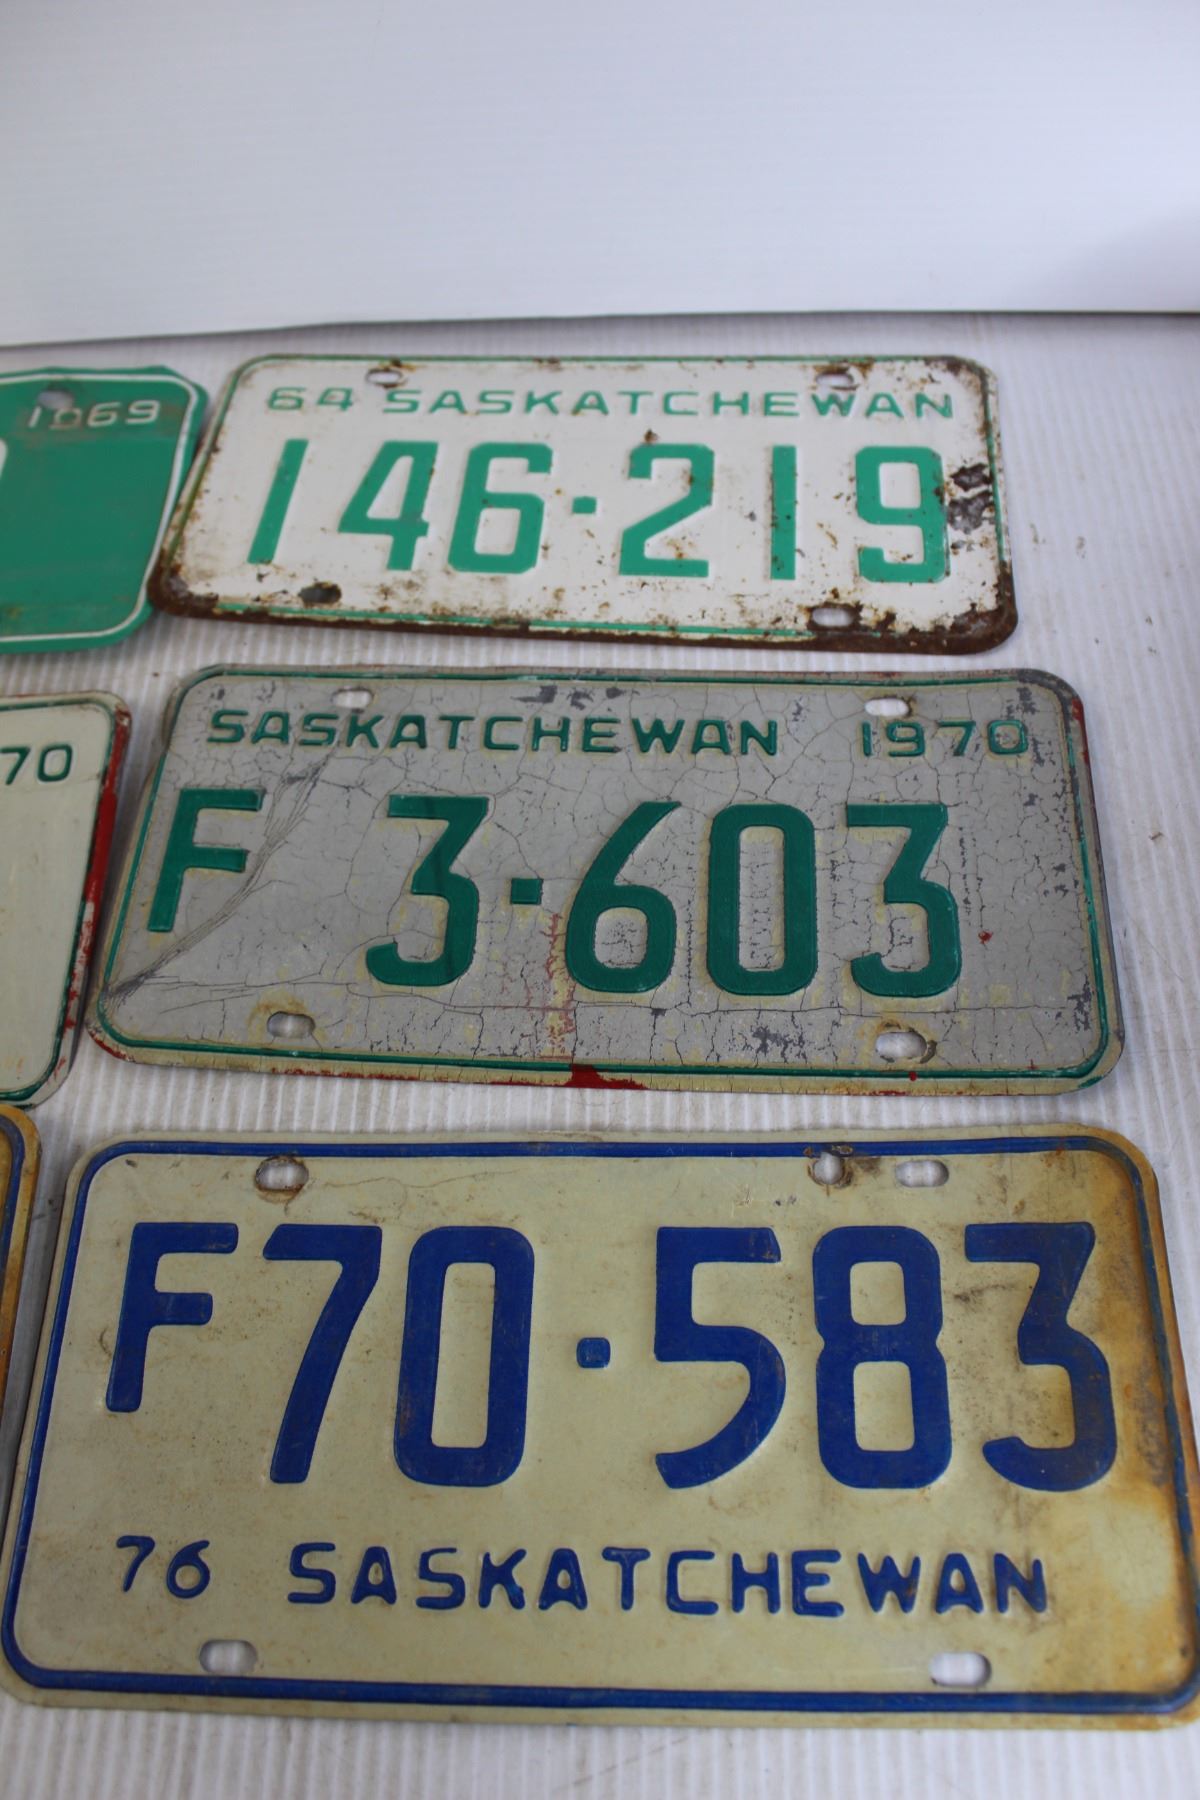 1969
64 SASKATCHEWAN
146·219
70
SASKATCHEWAN 1970
F 3·603
F70·583
76 SASKATCHEWAN